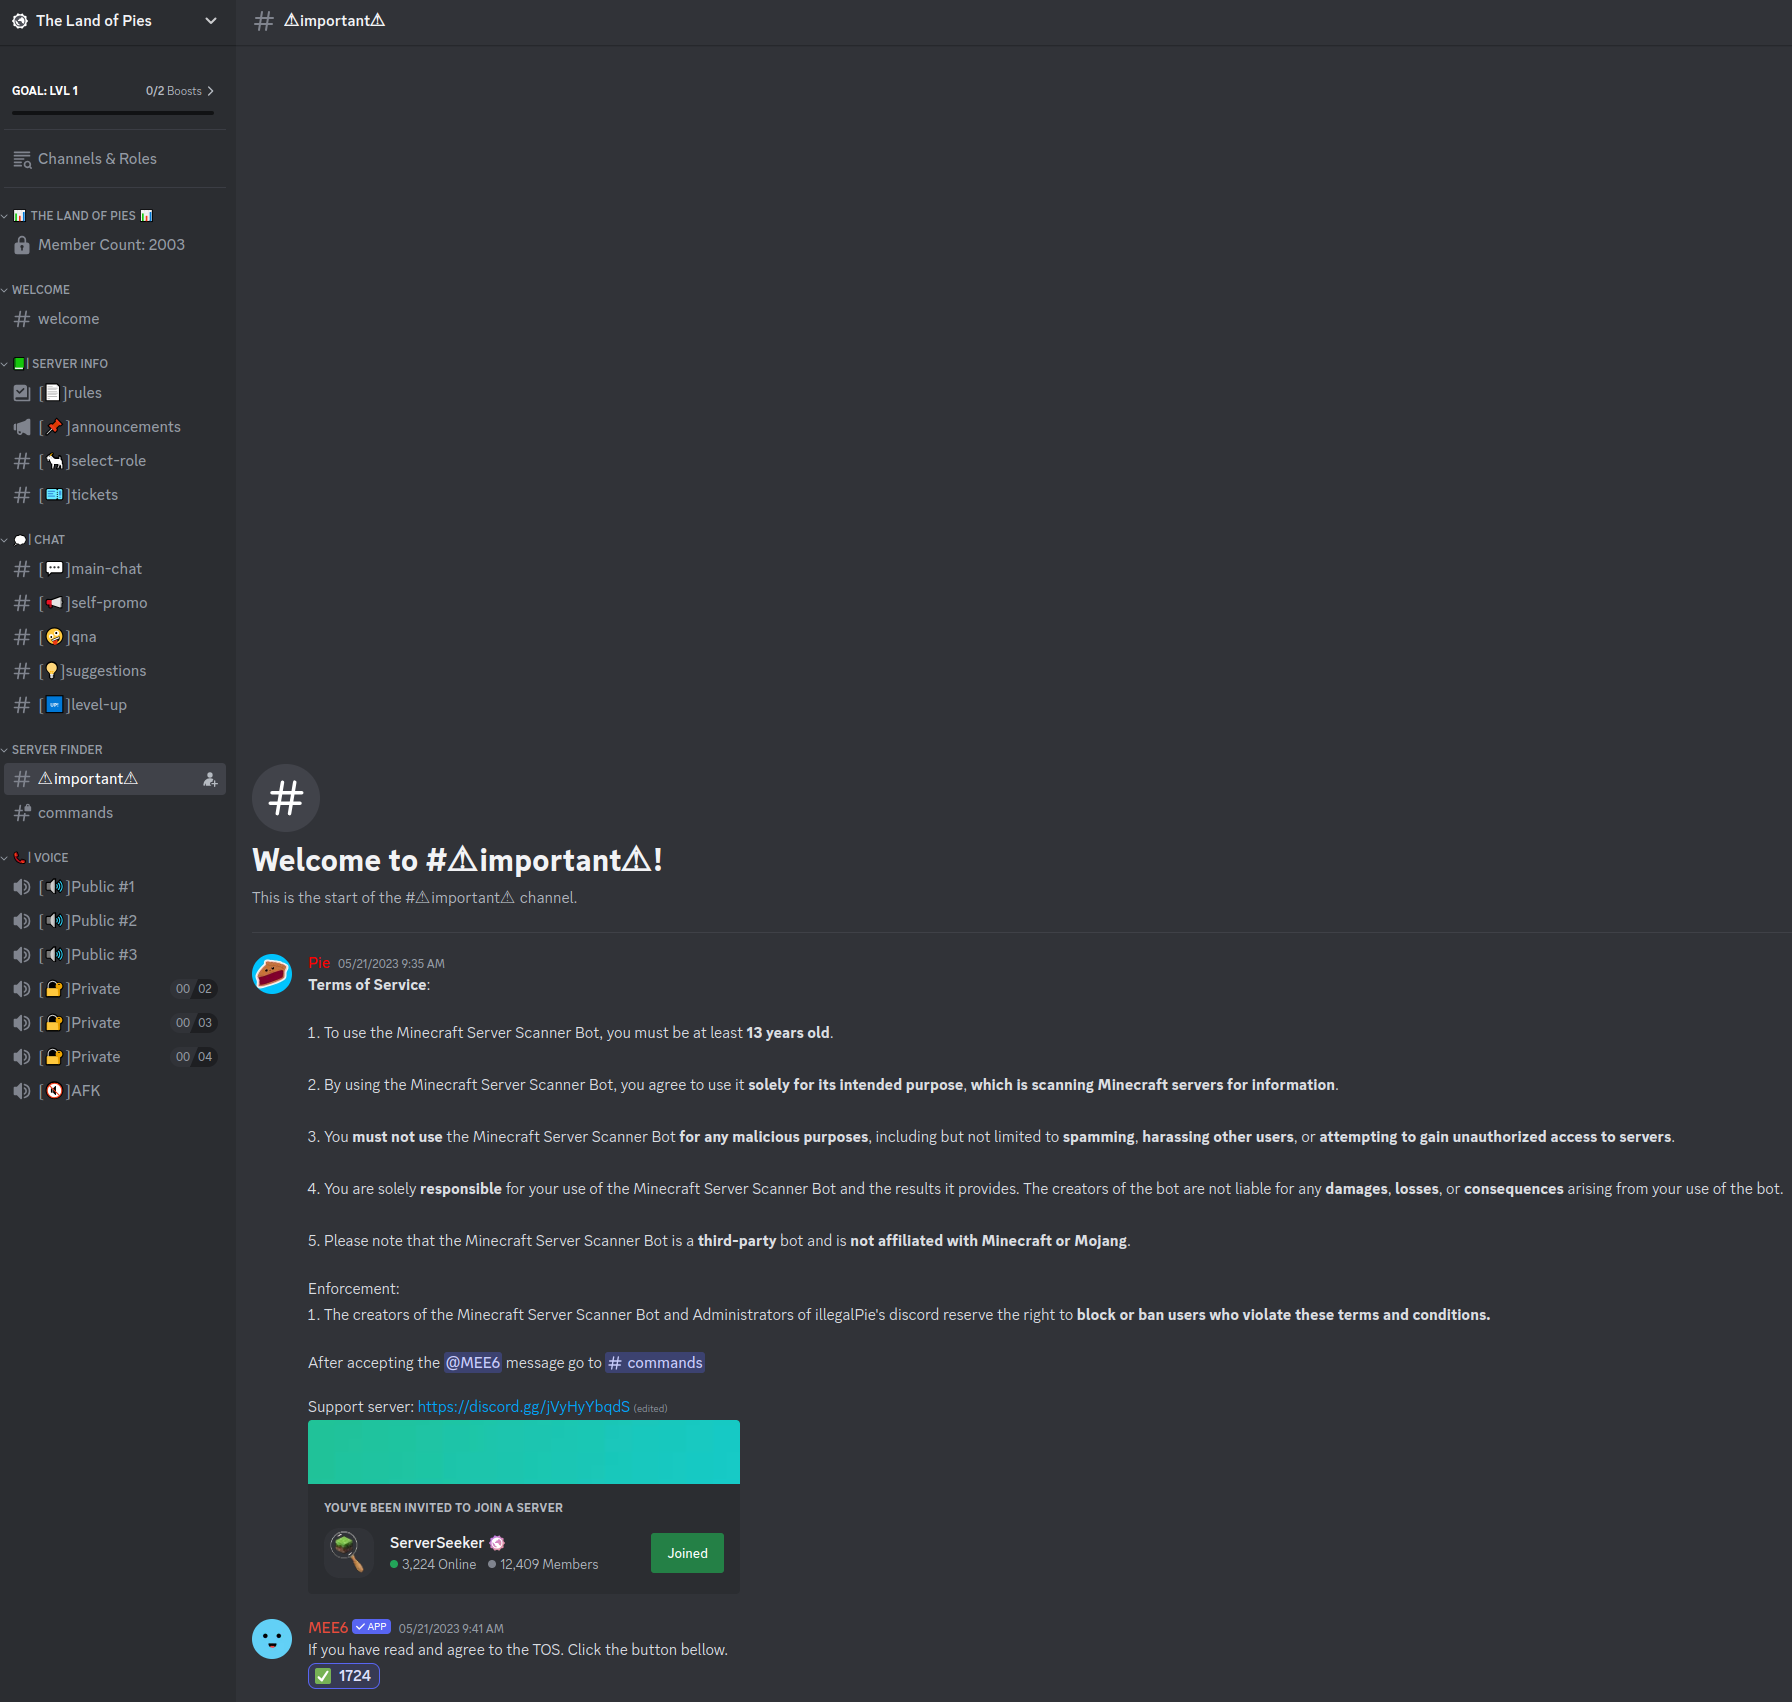 The Land of Pies
GOAL: LVL 1
0/2 Boosts
Channels & Roles
📊 THE LAND OF PIES 📊
Member Count: 2003
WELCOME
welcome
📗| SERVER INFO
[📄]rules
[📌]announcements
[🐕]select-role
[🎫]tickets
💭| CHAT
[💬]main-chat
[📢]self-promo
[🤪]qna
[💡]suggestions
[🆙]level-up
SERVER FINDER
⚠important⚠
commands
📞| VOICE
[🔊]Public #1
[🔊]Public #2
[🔊]Public #3
[🔐]Private
00 02
[🔐]Private
00 03
[🔐]Private
00 04
[🔇]AFK
# ⚠important⚠
Welcome to #⚠important⚠!
This is the start of the #⚠important⚠ channel.
Pie 05/21/2023 9:35 AM
Terms of Service:
1. To use the Minecraft Server Scanner Bot, you must be at least 13 years old.
2. By using the Minecraft Server Scanner Bot, you agree to use it solely for its intended purpose, which is scanning Minecraft servers for information.
3. You must not use the Minecraft Server Scanner Bot for any malicious purposes, including but not limited to spamming, harassing other users, or attempting to gain unauthorized access to servers.
4. You are solely responsible for your use of the Minecraft Server Scanner Bot and the results it provides. The creators of the bot are not liable for any damages, losses, or consequences arising from your use of the bot.
5. Please note that the Minecraft Server Scanner Bot is a third-party bot and is not affiliated with Minecraft or Mojang.
Enforcement:
1. The creators of the Minecraft Server Scanner Bot and Administrators of illegalPie's discord reserve the right to block or ban users who violate these terms and conditions.
After accepting the @MEE6 message go to # commands
Support server: https://discord.gg/jVyHyYbqdS (edited)
YOU'VE BEEN INVITED TO JOIN A SERVER
ServerSeeker
3,224 Online 12,409 Members
Joined
MEE6 ✓ APP 05/21/2023 9:41 AM
If you have read and agree to the TOS. Click the button bellow.
✅ 1724